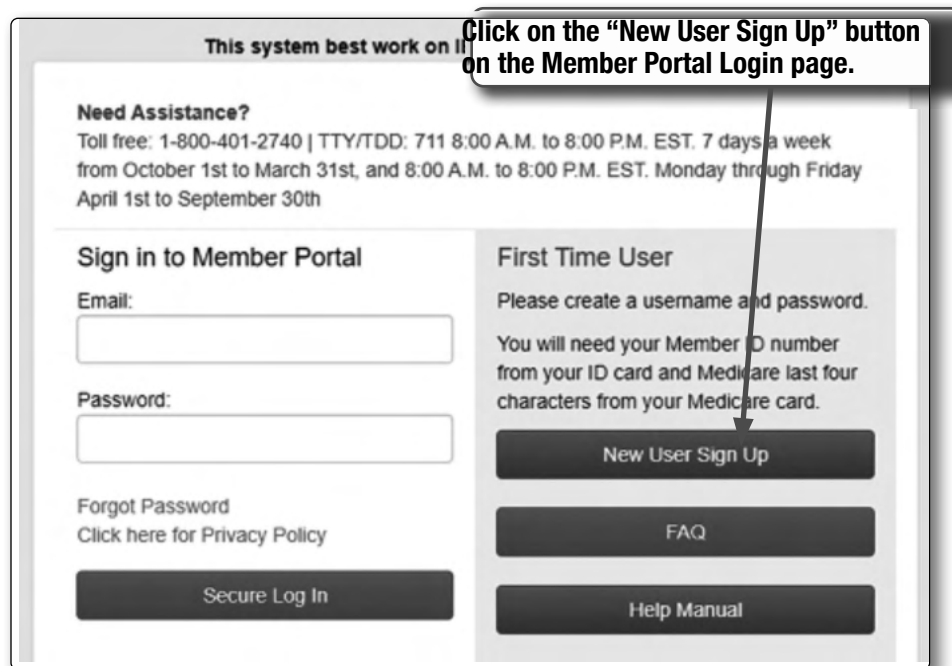 This system best work on I
Click on the “New User Sign Up” button
on the Member Portal Login page.
Need Assistance?
Toll free: 1-800-401-2740 | TTY/TDD: 711 8:00 A.M. to 8:00 P.M. EST. 7 days a week
from October 1st to March 31st, and 8:00 A.M. to 8:00 P.M. EST. Monday through Friday
April 1st to September 30th
Sign in to Member Portal
Email:
Password:
Forgot Password
Click here for Privacy Policy
Secure Log In
First Time User
Please create a username and password.
You will need your Member ID number
from your ID card and Medicare last four
characters from your Medicare card.
New User Sign Up
FAQ
Help Manual